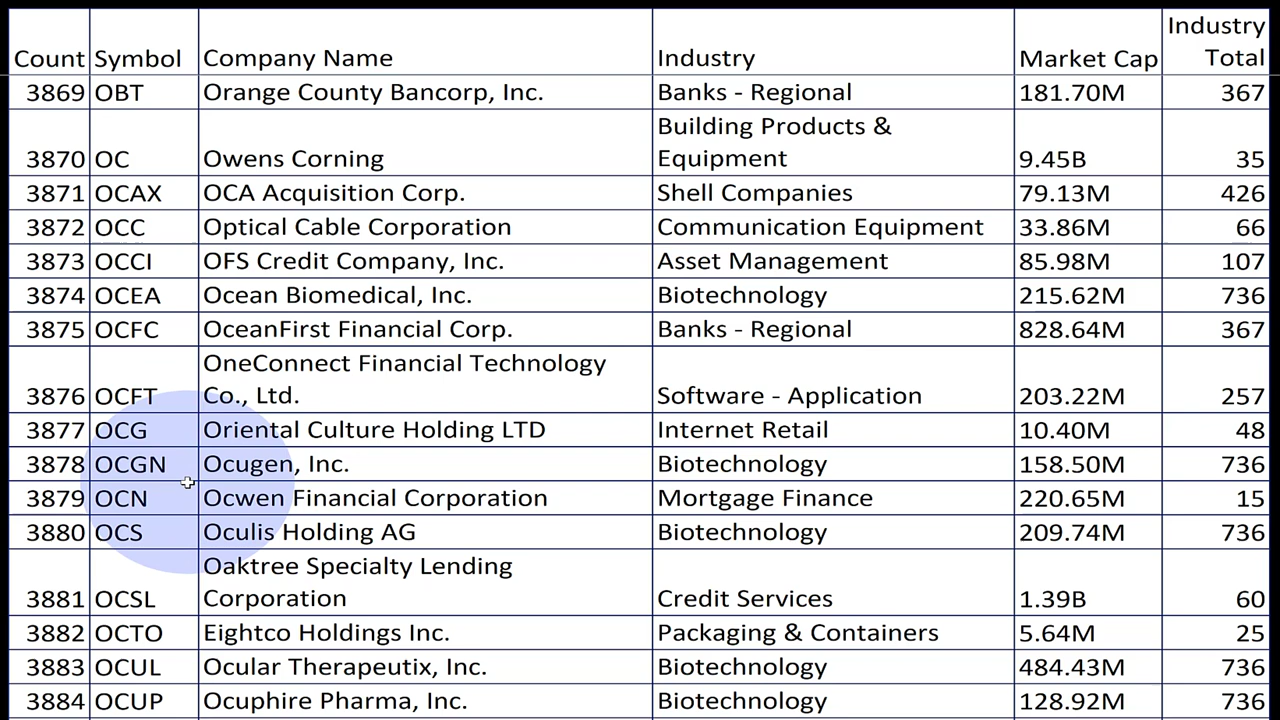 Count Symbol Company Name Industry Market Cap Industry Total
3869 OBT Orange County Bancorp, Inc. Banks - Regional 181.70M 367
3870 OC Owens Corning Building Products & Equipment 9.45B 35
3871 OCAX OCA Acquisition Corp. Shell Companies 79.13M 426
3872 OCC Optical Cable Corporation Communication Equipment 33.86M 66
3873 OCCI OFS Credit Company, Inc. Asset Management 85.98M 107
3874 OCEA Ocean Biomedical, Inc. Biotechnology 215.62M 736
3875 OCFC OceanFirst Financial Corp. Banks - Regional 828.64M 367
3876 OCFT OneConnect Financial Technology Co., Ltd. Software - Application 203.22M 257
3877 OCG Oriental Culture Holding LTD Internet Retail 10.40M 48
3878 OCGN Ocugen, Inc. Biotechnology 158.50M 736
3879 OCN Ocwen Financial Corporation Mortgage Finance 220.65M 15
3880 OCS Oculis Holding AG Biotechnology 209.74M 736
3881 OCSL Oaktree Specialty Lending Corporation Credit Services 1.39B 60
3882 OCTO Eightco Holdings Inc. Packaging & Containers 5.64M 25
3883 OCUL Ocular Therapeutix, Inc. Biotechnology 484.43M 736
3884 OCUP Ocuphire Pharma, Inc. Biotechnology 128.92M 736